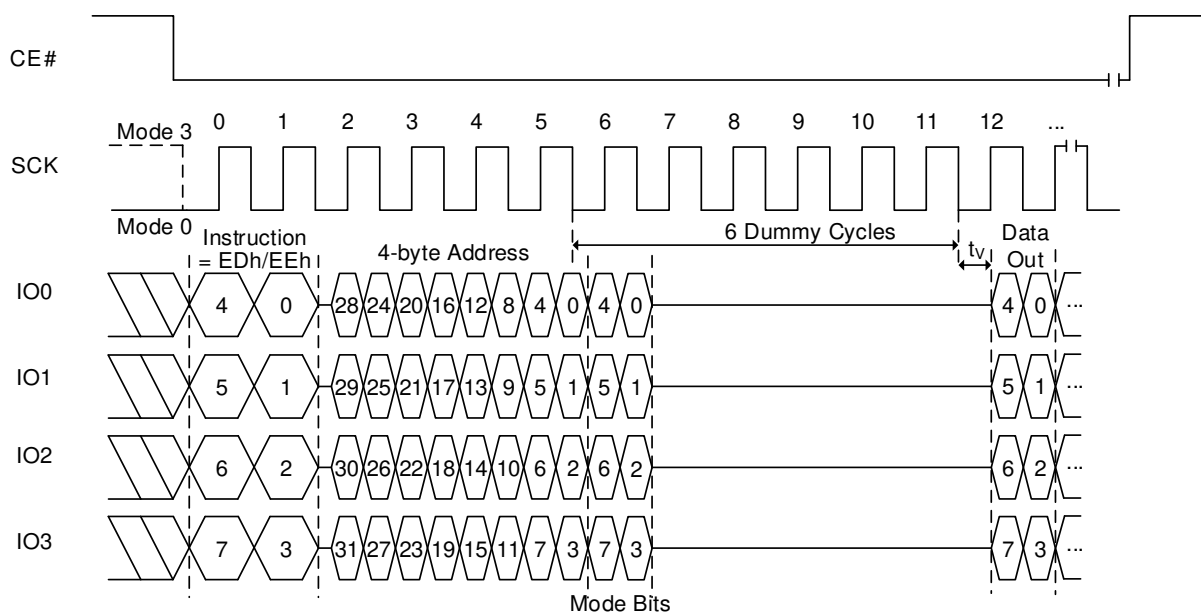 CE#
0 1 2 3 4 5 6 7 8 9 10 11 12 ...
Mode 3
SCK
Mode 0
Instruction
= EDh/EEh
4-byte Address
6 Dummy Cycles
tV
Data
Out
IO0 4 0 28 24 20 16 12 8 4 0 4 0 4 0 ...
IO1 5 1 29 25 21 17 13 9 5 1 5 1 5 1 ...
IO2 6 2 30 26 22 18 14 10 6 2 6 2 6 2 ...
IO3 7 3 31 27 23 19 15 11 7 3 7 3 7 3 ...
Mode Bits